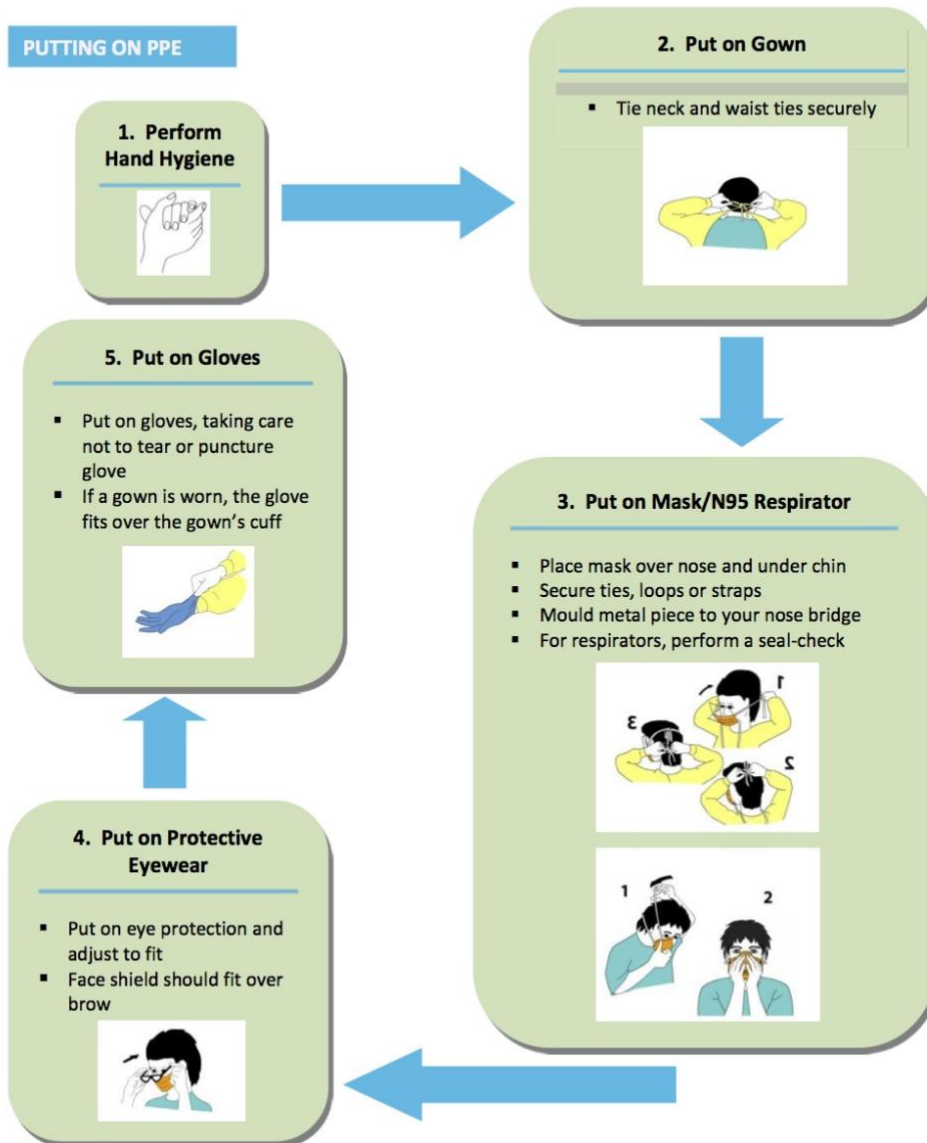 PUTTING ON PPE
1. Perform
Hand Hygiene
2. Put on Gown
▪ Tie neck and waist ties securely
3. Put on Mask/N95 Respirator
▪ Place mask over nose and under chin
▪ Secure ties, loops or straps
▪ Mould metal piece to your nose bridge
▪ For respirators, perform a seal-check
1
2
3
1
2
4. Put on Protective
Eyewear
▪ Put on eye protection and
adjust to fit
▪ Face shield should fit over
brow
5. Put on Gloves
▪ Put on gloves, taking care
not to tear or puncture
glove
▪ If a gown is worn, the glove
fits over the gown’s cuff